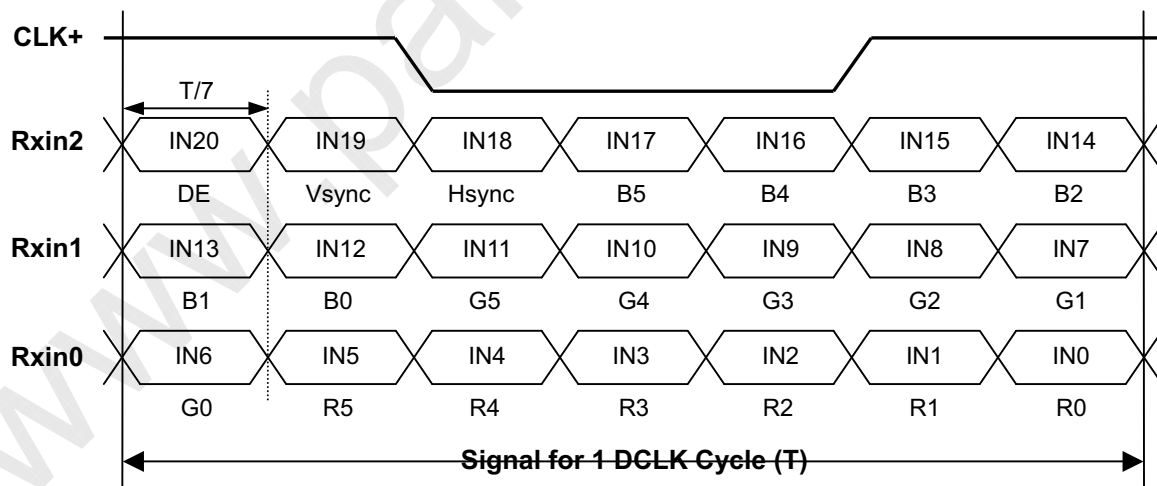 CLK+
T/7
Rxin2 IN20 IN19 IN18 IN17 IN16 IN15 IN14
DE Vsync Hsync B5 B4 B3 B2
Rxin1 IN13 IN12 IN11 IN10 IN9 IN8 IN7
B1 B0 G5 G4 G3 G2 G1
Rxin0 IN6 IN5 IN4 IN3 IN2 IN1 IN0
G0 R5 R4 R3 R2 R1 R0
Signal for 1 DCLK Cycle (T)
www.pa